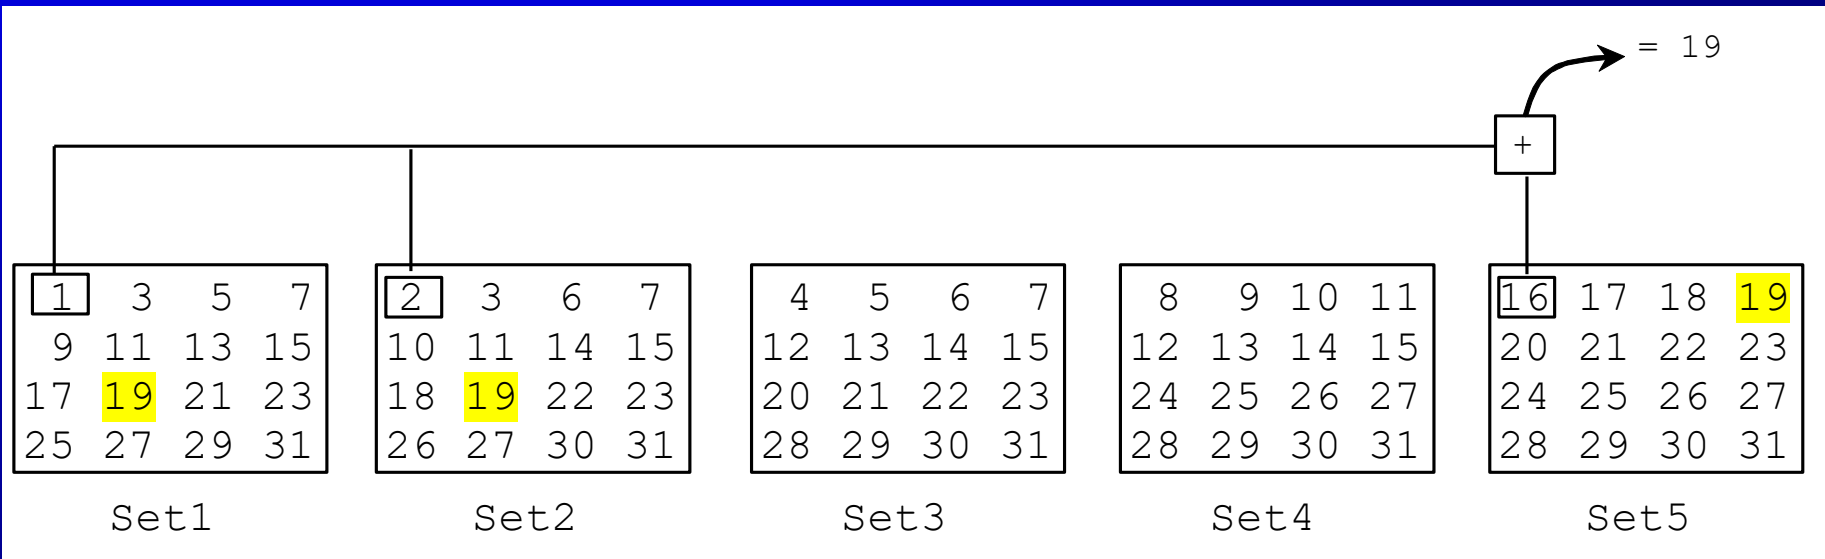 = 19
+
1 3 5 7
9 11 13 15
17 19 21 23
25 27 29 31
Set1
2 3 6 7
10 11 14 15
18 19 22 23
26 27 30 31
Set2
4 5 6 7
12 13 14 15
20 21 22 23
28 29 30 31
Set3
8 9 10 11
12 13 14 15
24 25 26 27
28 29 30 31
Set4
16 17 18 19
20 21 22 23
24 25 26 27
28 29 30 31
Set5